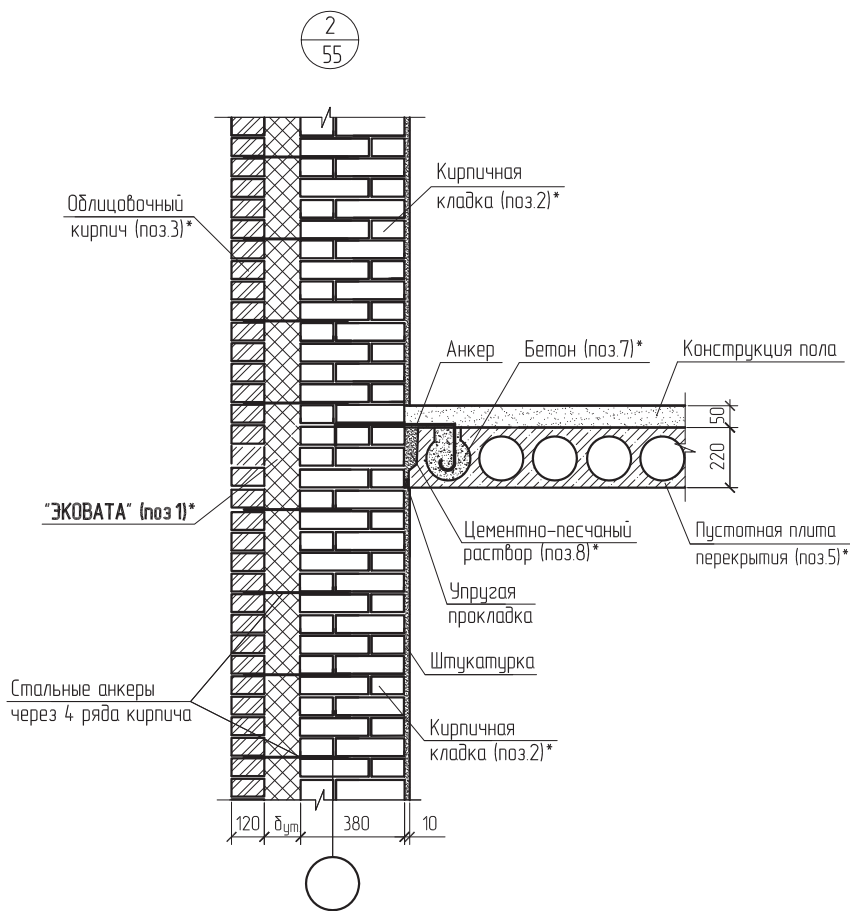 2
55
Облицовочный
кирпич (поз.3)*
Кирпичная
кладка (поз.2)*
Анкер
Бетон (поз.7)*
Конструкция пола
50
220
"ЭКОВАТА" (поз 1)*
Цементно-песчаный
раствор (поз.8)*
Пустотная плита
перекрытия (поз.5)*
Упругая
прокладка
Штукатурка
Стальные анкеры
через 4 ряда кирпича
Кирпичная
кладка (поз.2)*
120 δут 380 10